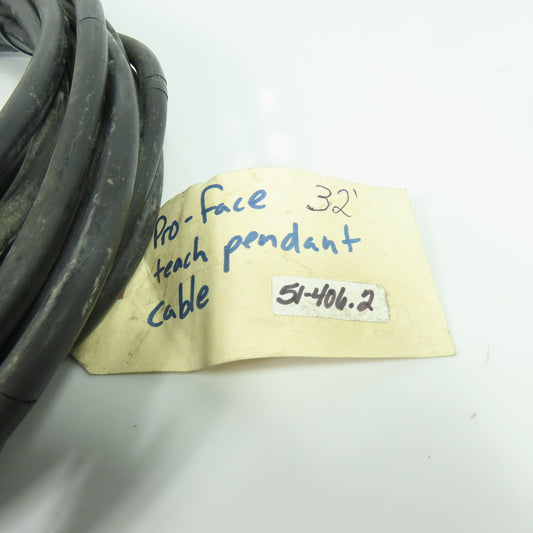 Pro-face 32'
teach pendant
cable
51-406.2